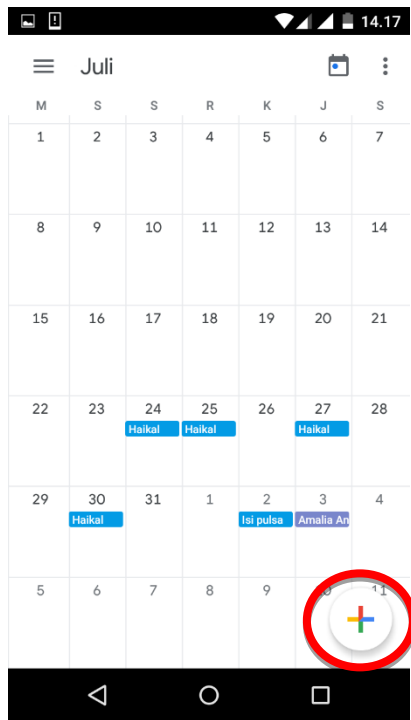 14.17
Juli
M S S R K J S
1 2 3 4 5 6 7
8 9 10 11 12 13 14
15 16 17 18 19 20 21
22 23 24 25 26 27 28
Haikal Haikal Haikal
29 30 31 1 2 3 4
Haikal Isi pulsa Amalia An
5 6 7 8 9 11